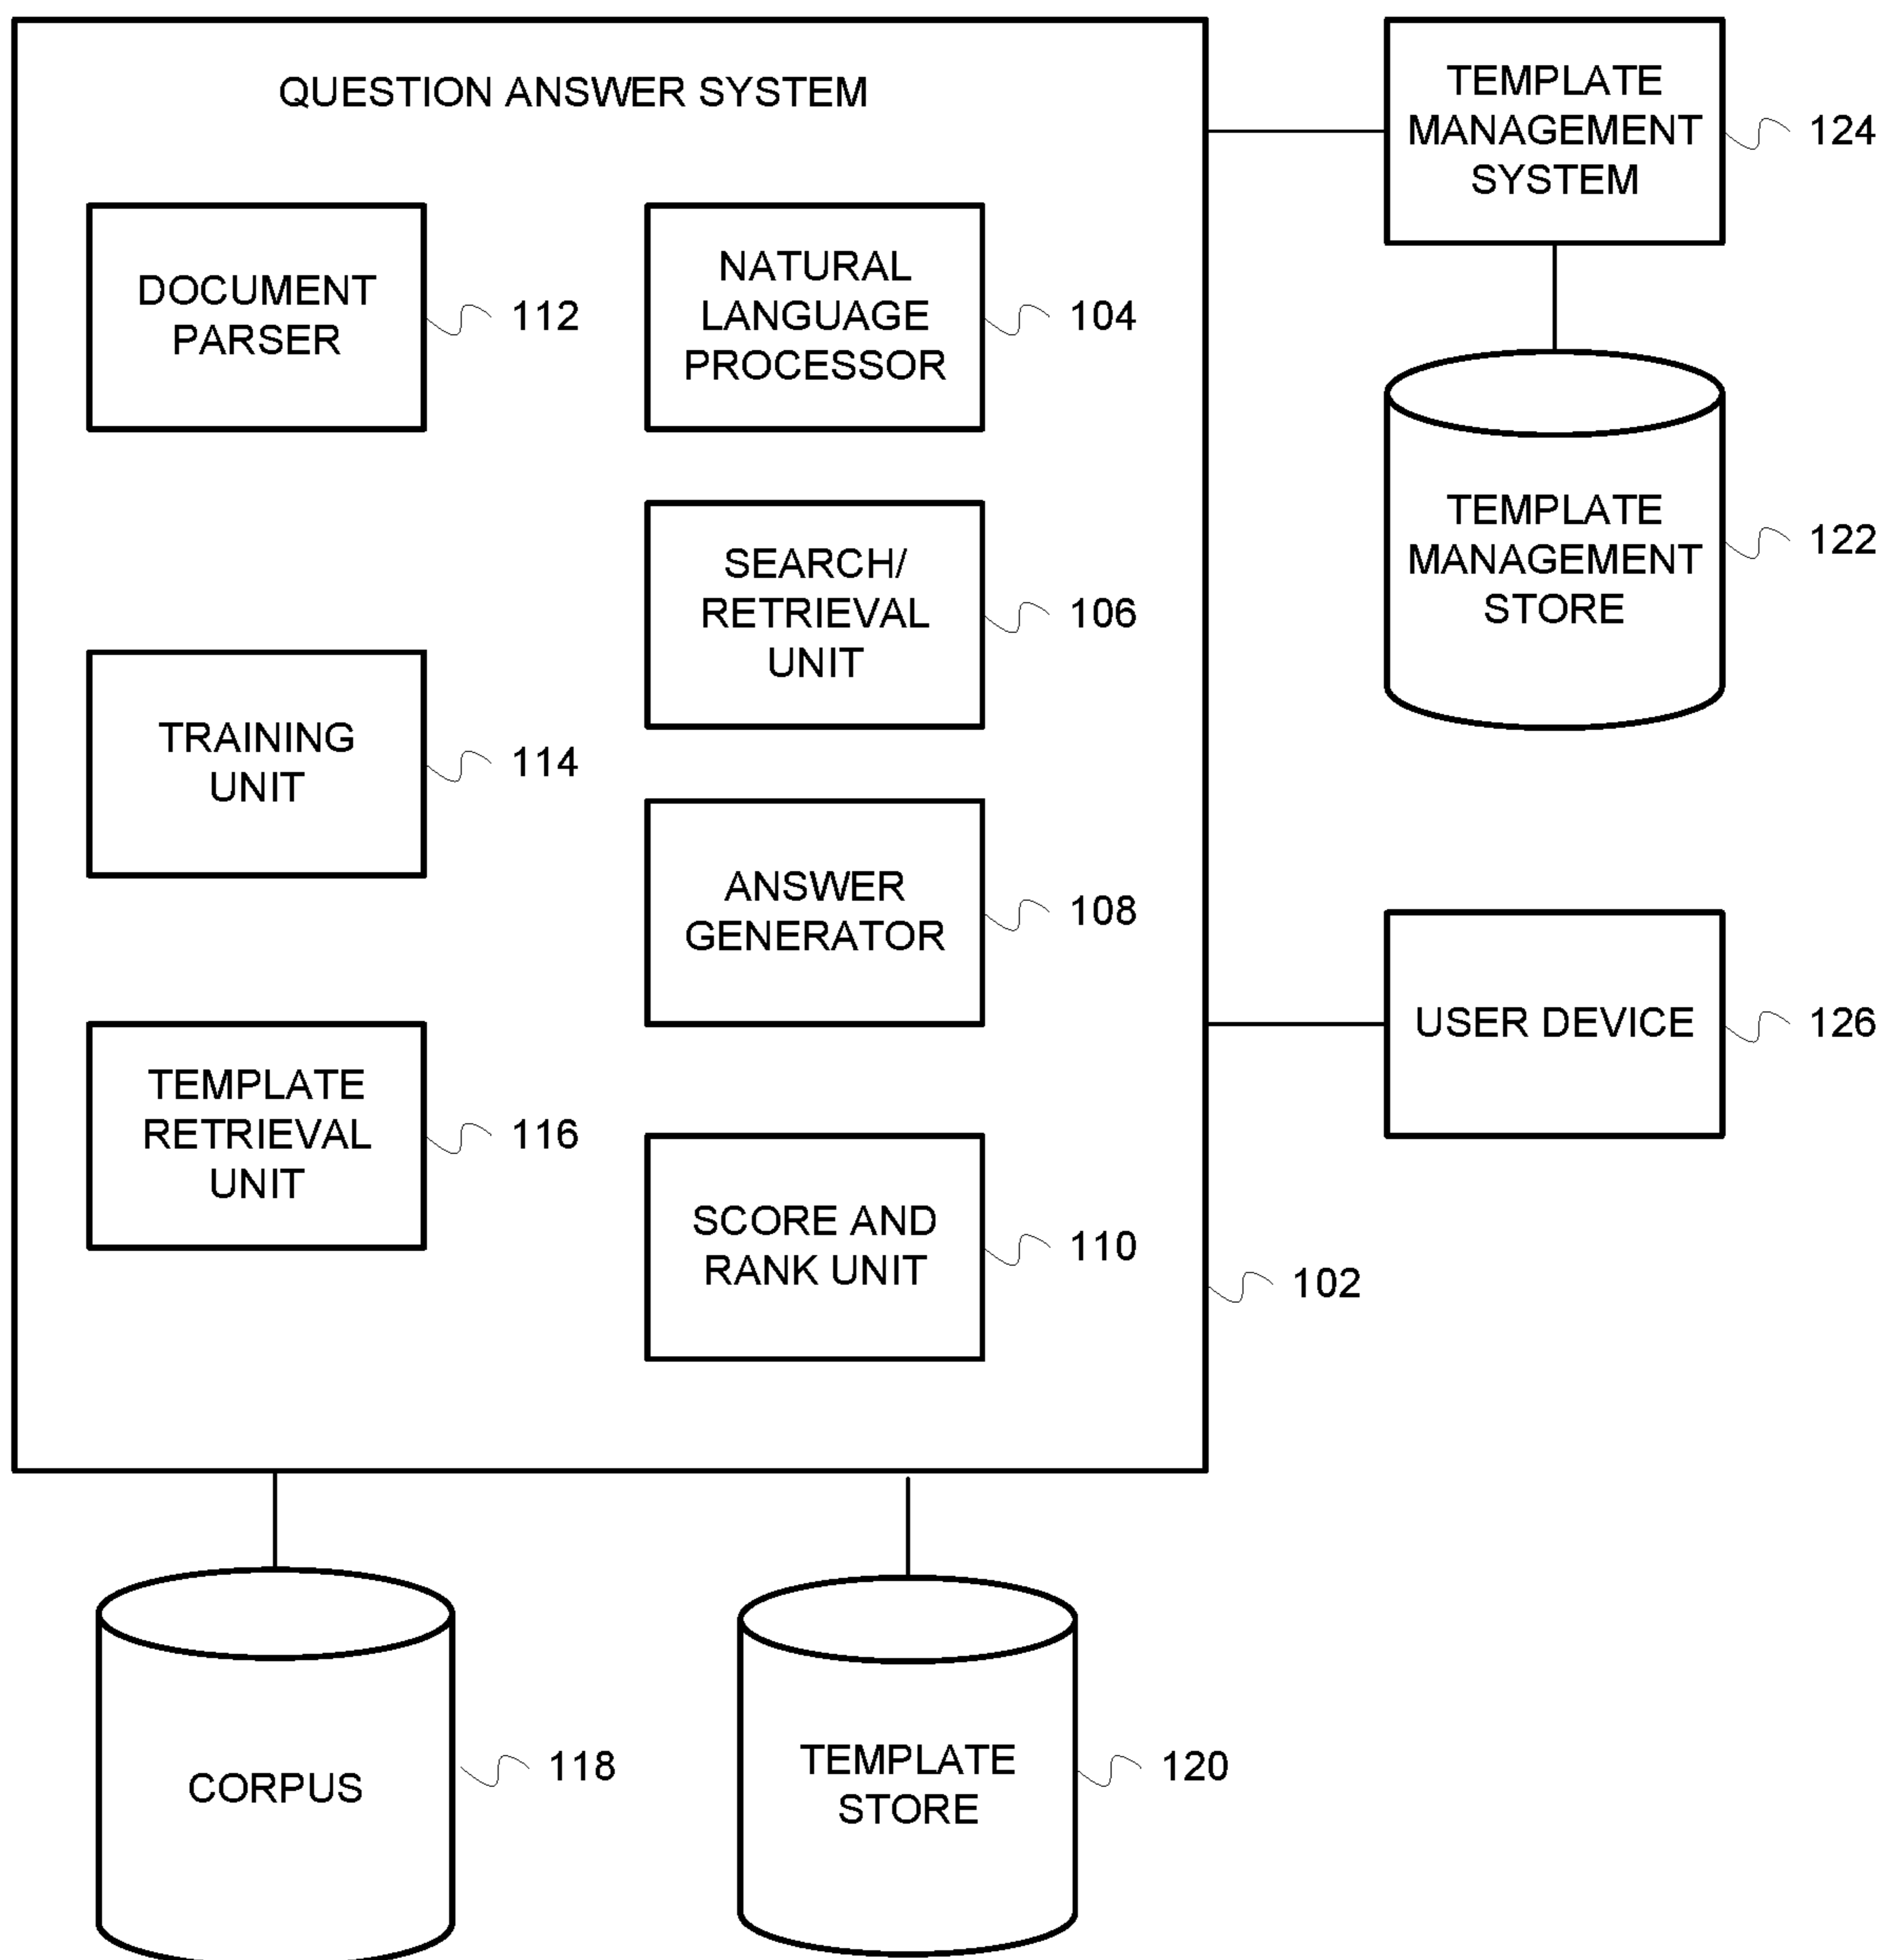 QUESTION ANSWER SYSTEM
DOCUMENT
PARSER
112
NATURAL
LANGUAGE
PROCESSOR
104
SEARCH/
RETRIEVAL
UNIT
106
TRAINING
UNIT
114
ANSWER
GENERATOR
108
TEMPLATE
RETRIEVAL
UNIT
116
SCORE AND
RANK UNIT
110
102
TEMPLATE
MANAGEMENT
SYSTEM
124
TEMPLATE
MANAGEMENT
STORE
122
USER DEVICE
126
CORPUS
118
TEMPLATE
STORE
120